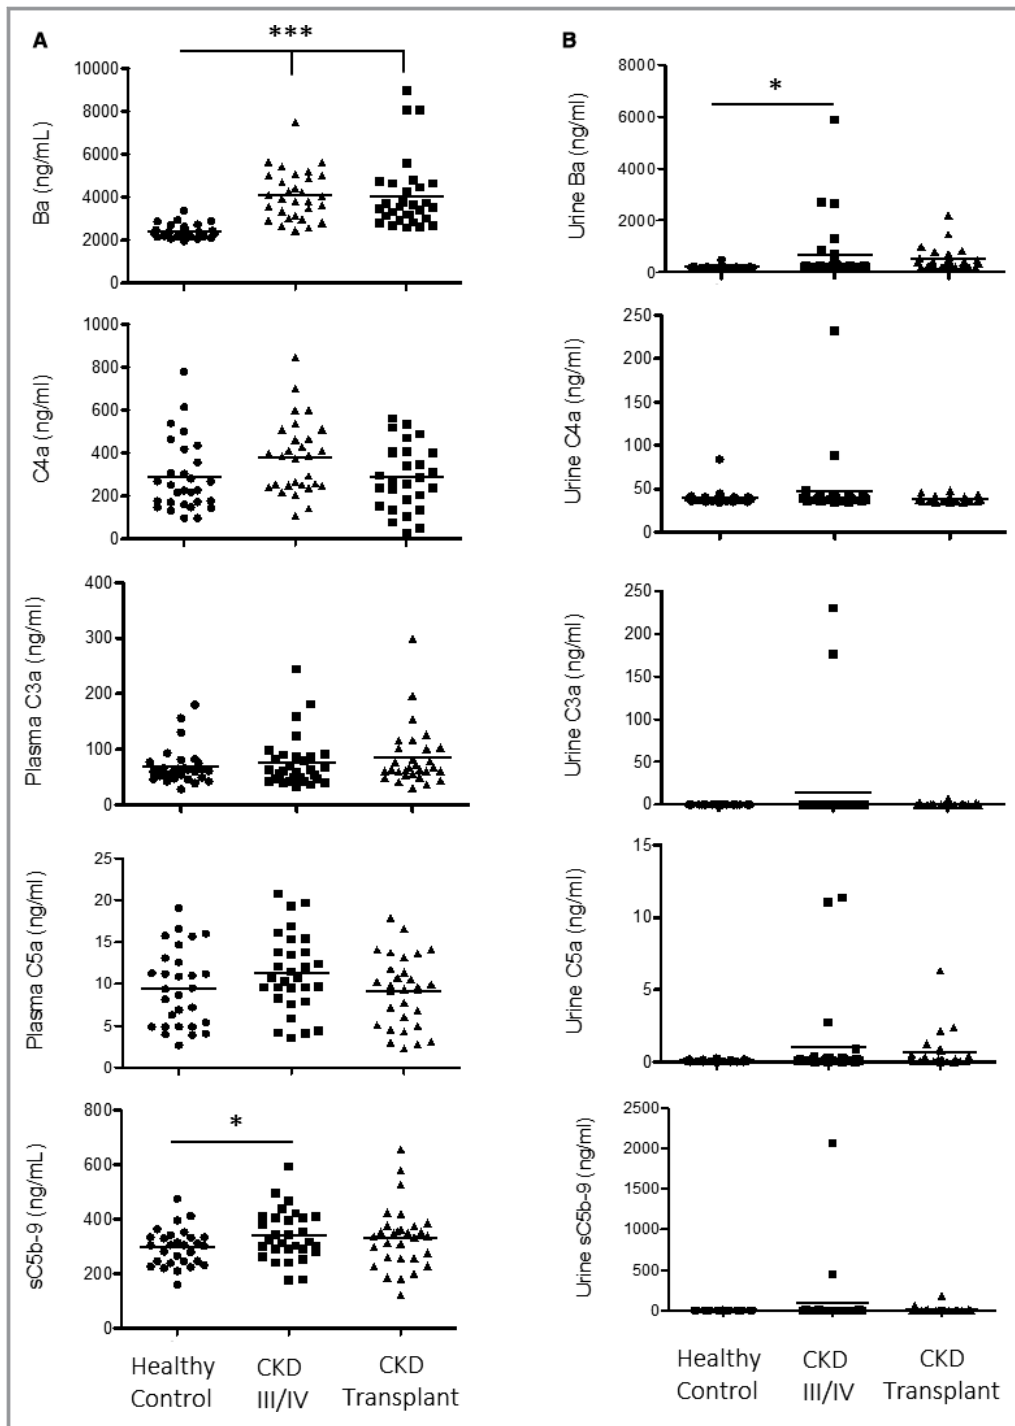 A
***
Ba (ng/mL)
10000
8000
6000
4000
2000
0
C4a (ng/ml)
1000
800
600
400
200
0
Plasma C3a (ng/ml)
400
300
200
100
0
Plasma C5a (ng/ml)
25
20
15
10
5
0
*
sC5b-9 (ng/mL)
800
600
400
200
0
Healthy
Control
CKD
III/IV
CKD
Transplant
B
*
Urine Ba (ng/ml)
8000
6000
4000
2000
0
Urine C4a (ng/ml)
250
200
150
100
50
0
Urine C3a (ng/ml)
250
200
150
100
50
0
Urine C5a (ng/ml)
15
10
5
0
Urine sC5b-9 (ng/ml)
2500
2000
1500
1000
500
0
Healthy
Control
CKD
III/IV
CKD
Transplant